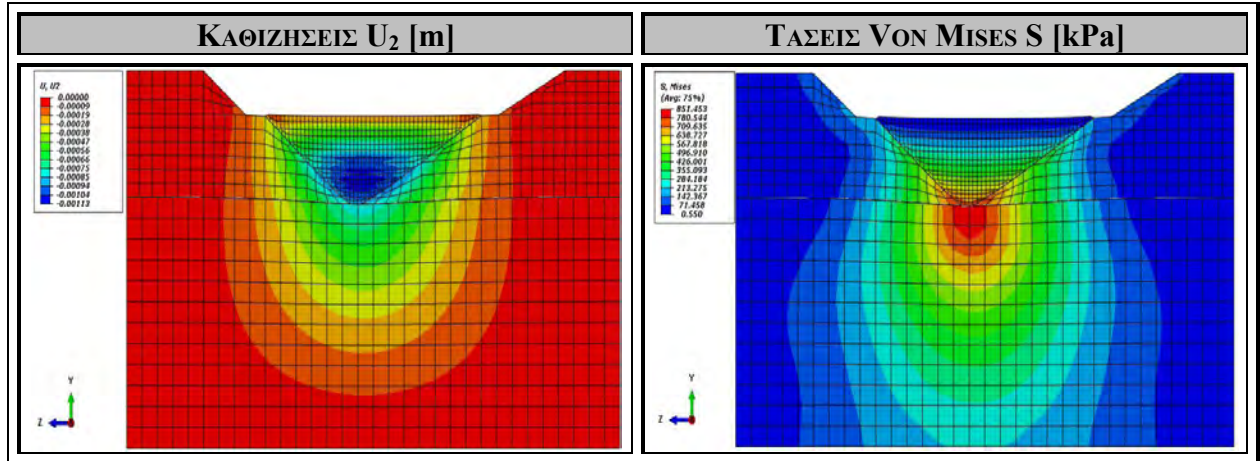 ΚΑΘΙΖΗΣΕΙΣ U2 [m]
ΤΑΣΕΙΣ VON MISES S [kPa]
U, U2
0.00000
-0.00009
-0.00019
-0.00028
-0.00038
-0.00047
-0.00056
-0.00066
-0.00075
-0.00085
-0.00094
-0.00104
-0.00113
Y
Z
S, Mises
(Avg: 75%)
851.453
780.544
709.635
638.727
567.818
496.910
426.001
355.093
284.184
213.275
142.367
71.458
0.550
Y
Z